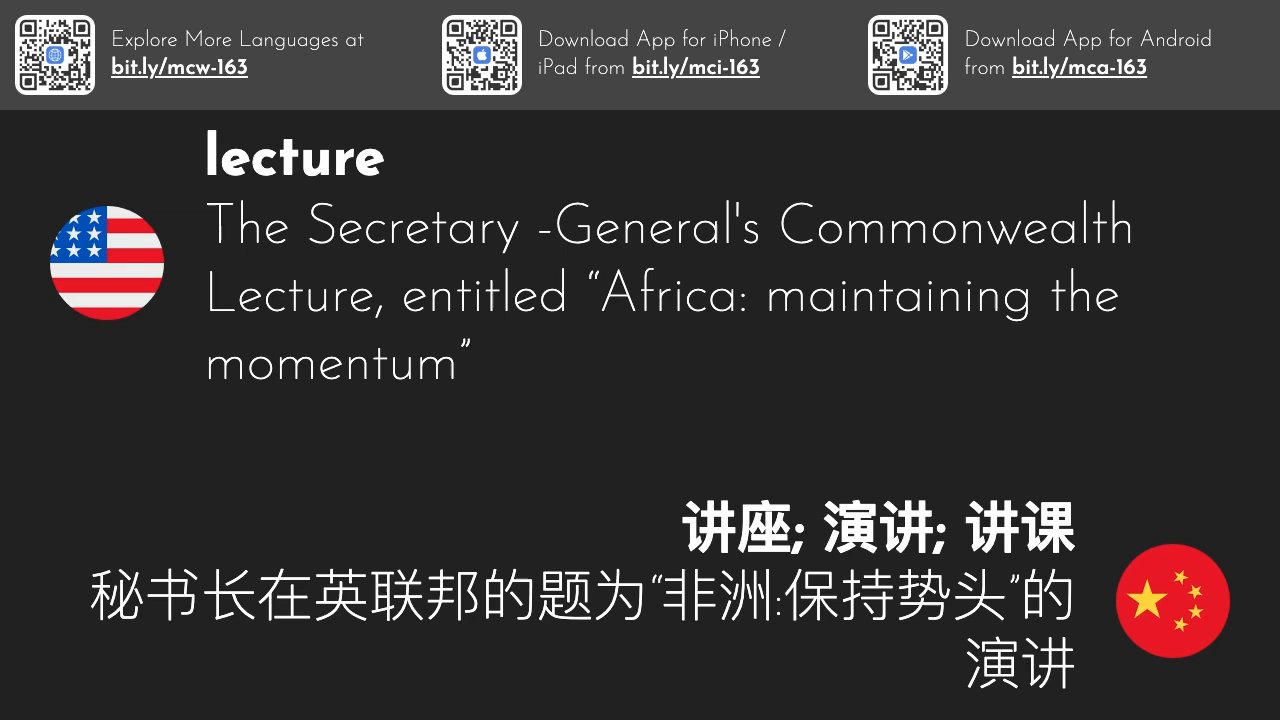 Explore More Languages at
bit.ly/mcw-163
Download App for iPhone /
iPad from bit.ly/mci-163
Download App for Android
from bit.ly/mca-163
lecture
The Secretary -General's Commonwealth
Lecture, entitled “Africa: maintaining the
momentum”
讲座; 演讲; 讲课
秘书长在英联邦的题为“非洲:保持势头”的
演讲